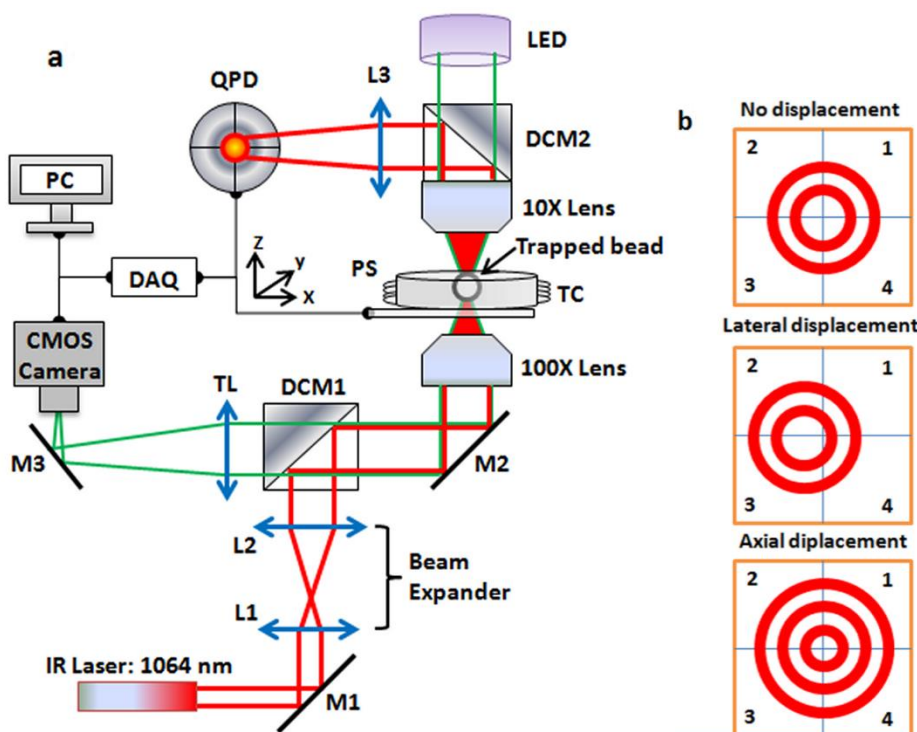 a
LED
QPD
L3
DCM2
PC
10X Lens
Trapped bead
Z
y
X
PS
TC
DAQ
CMOS
Camera
100X Lens
TL
DCM1
M3
M2
L2
Beam
Expander
L1
IR Laser: 1064 nm
M1
b
No displacement
2
1
3
4
Lateral displacement
2
1
3
4
Axial diplacement
2
1
3
4